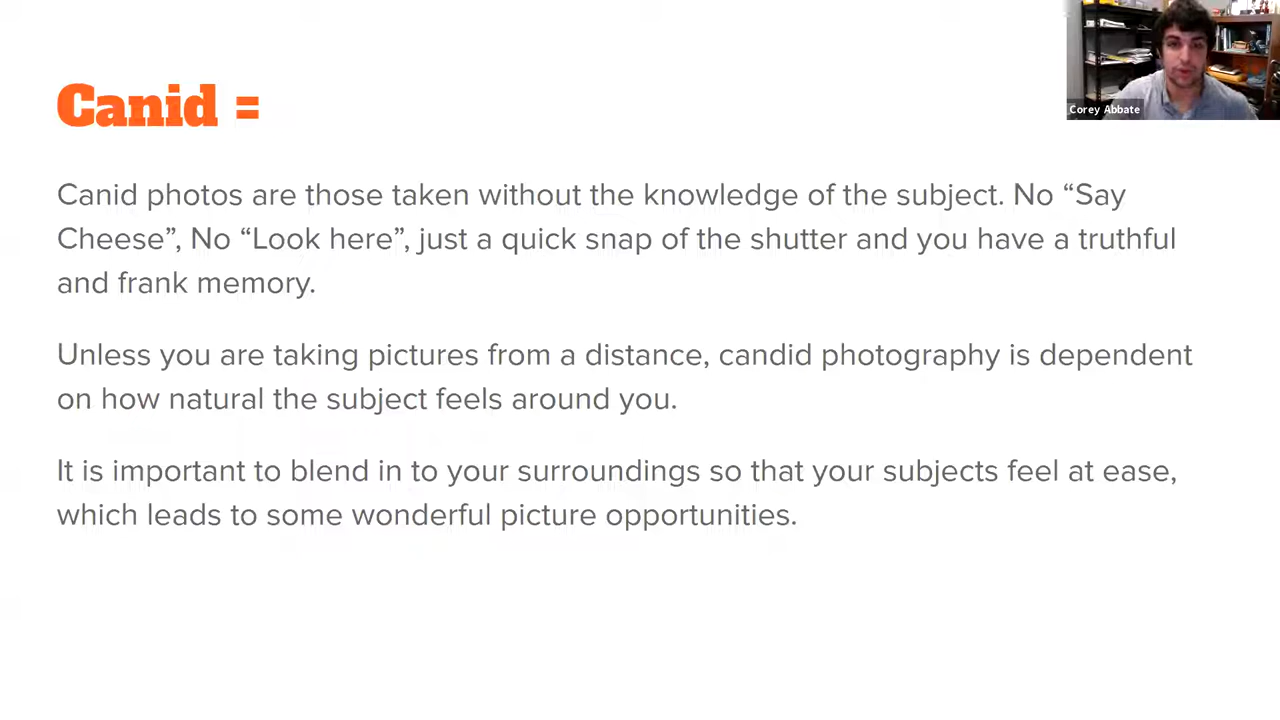 Canid =
Corey Abbate
Canid photos are those taken without the knowledge of the subject. No “Say
Cheese”, No “Look here”, just a quick snap of the shutter and you have a truthful
and frank memory.
Unless you are taking pictures from a distance, candid photography is dependent
on how natural the subject feels around you.
It is important to blend in to your surroundings so that your subjects feel at ease,
which leads to some wonderful picture opportunities.